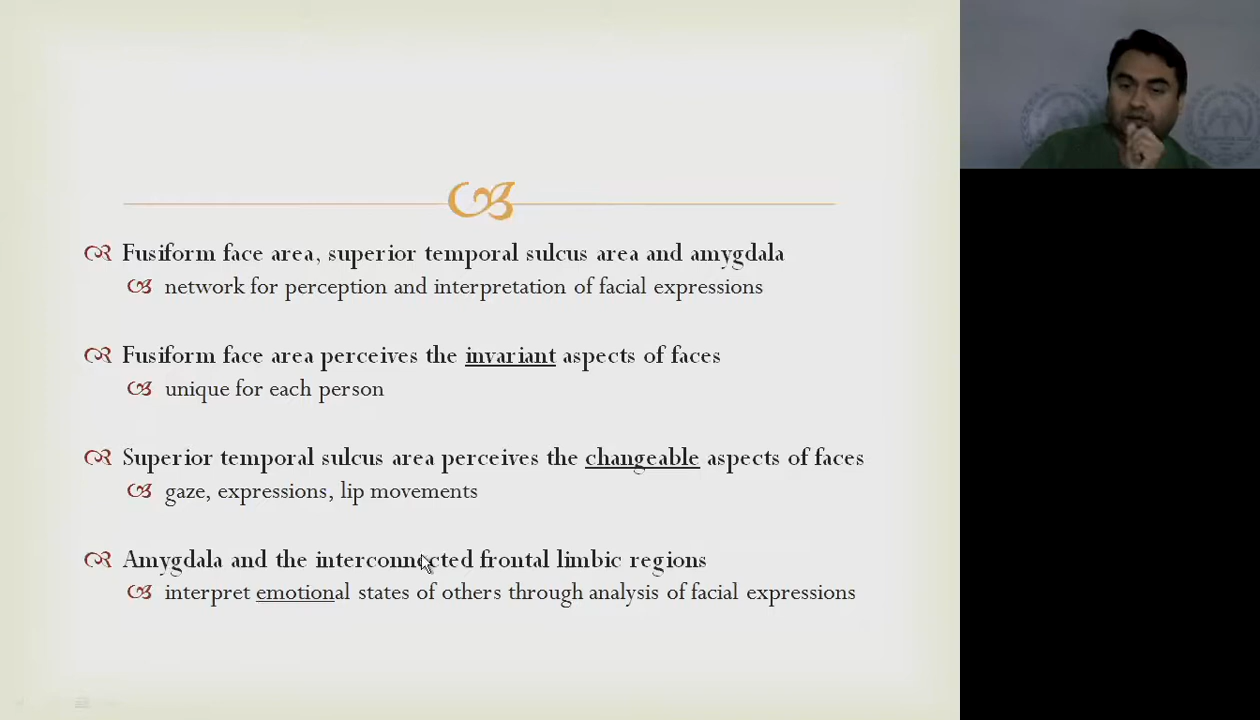 Fusiform face area, superior temporal sulcus area and amygdala
network for perception and interpretation of facial expressions
Fusiform face area perceives the invariant aspects of faces
unique for each person
Superior temporal sulcus area perceives the changeable aspects of faces
gaze, expressions, lip movements
Amygdala and the interconnected frontal limbic regions
interpret emotional states of others through analysis of facial expressions